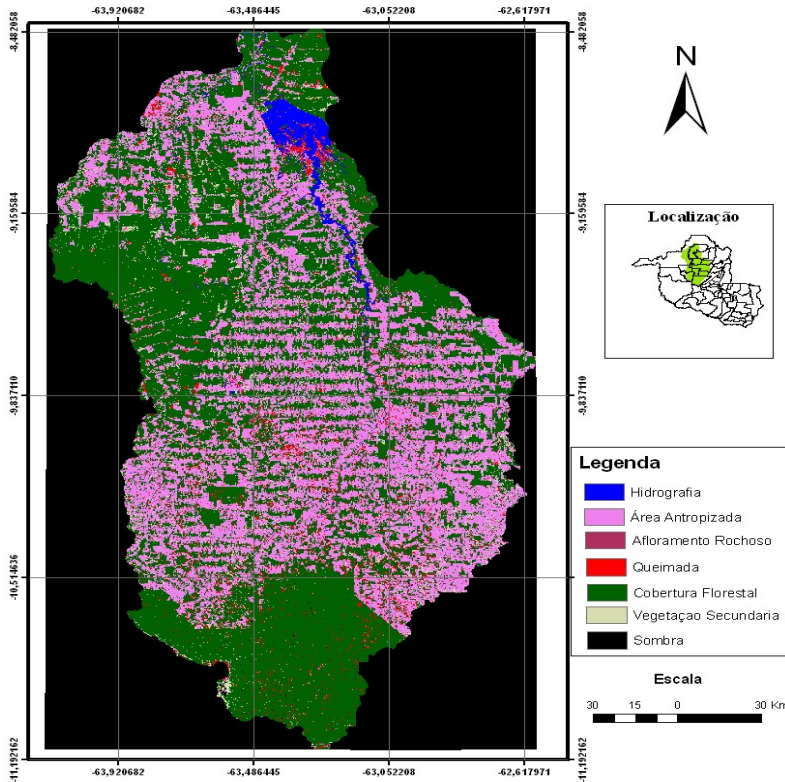 -63,920682 -63,486445 -63,052208 -62,617971
-8,482058
-9,159584
-9,837110
-10,514636
-11,192162
-8,482058
-9,159584
-9,837110
-10,514636
-11,192162
-63,920682 -63,486445 -63,052208 -62,617971
N
Localização
Legenda
Hidrografia
Área Antropizada
Afloramento Rochoso
Queimada
Cobertura Florestal
Vegetaçao Secundaria
Sombra
Escala
30 15 0 30 Km